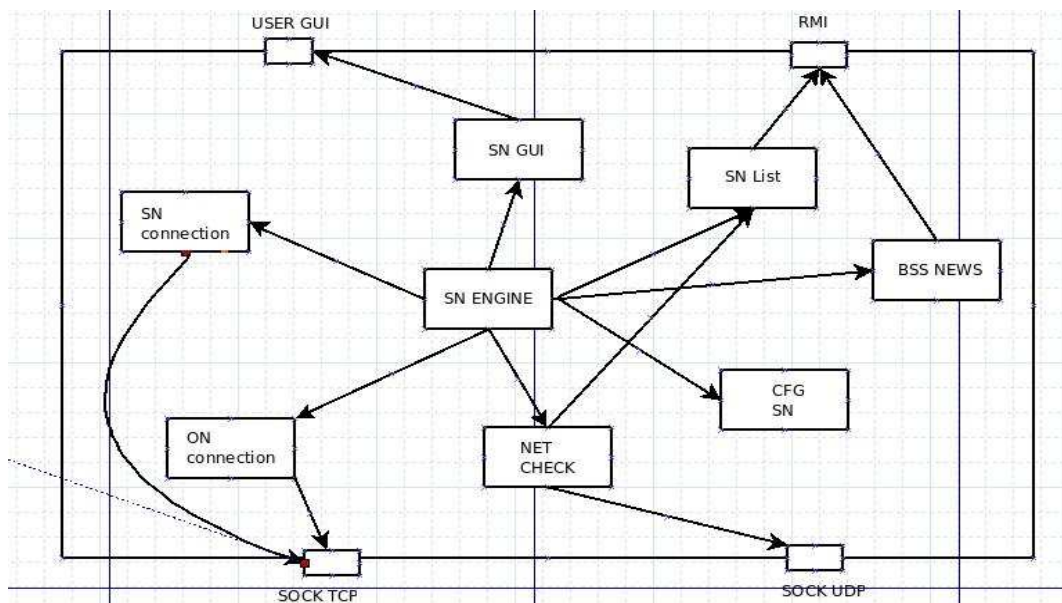 USER GUI
RMI
SN GUI
SN List
SN
connection
BSS NEWS
SN ENGINE
CFG
SN
ON
connection
NET
CHECK
SOCK TCP
SOCK UDP